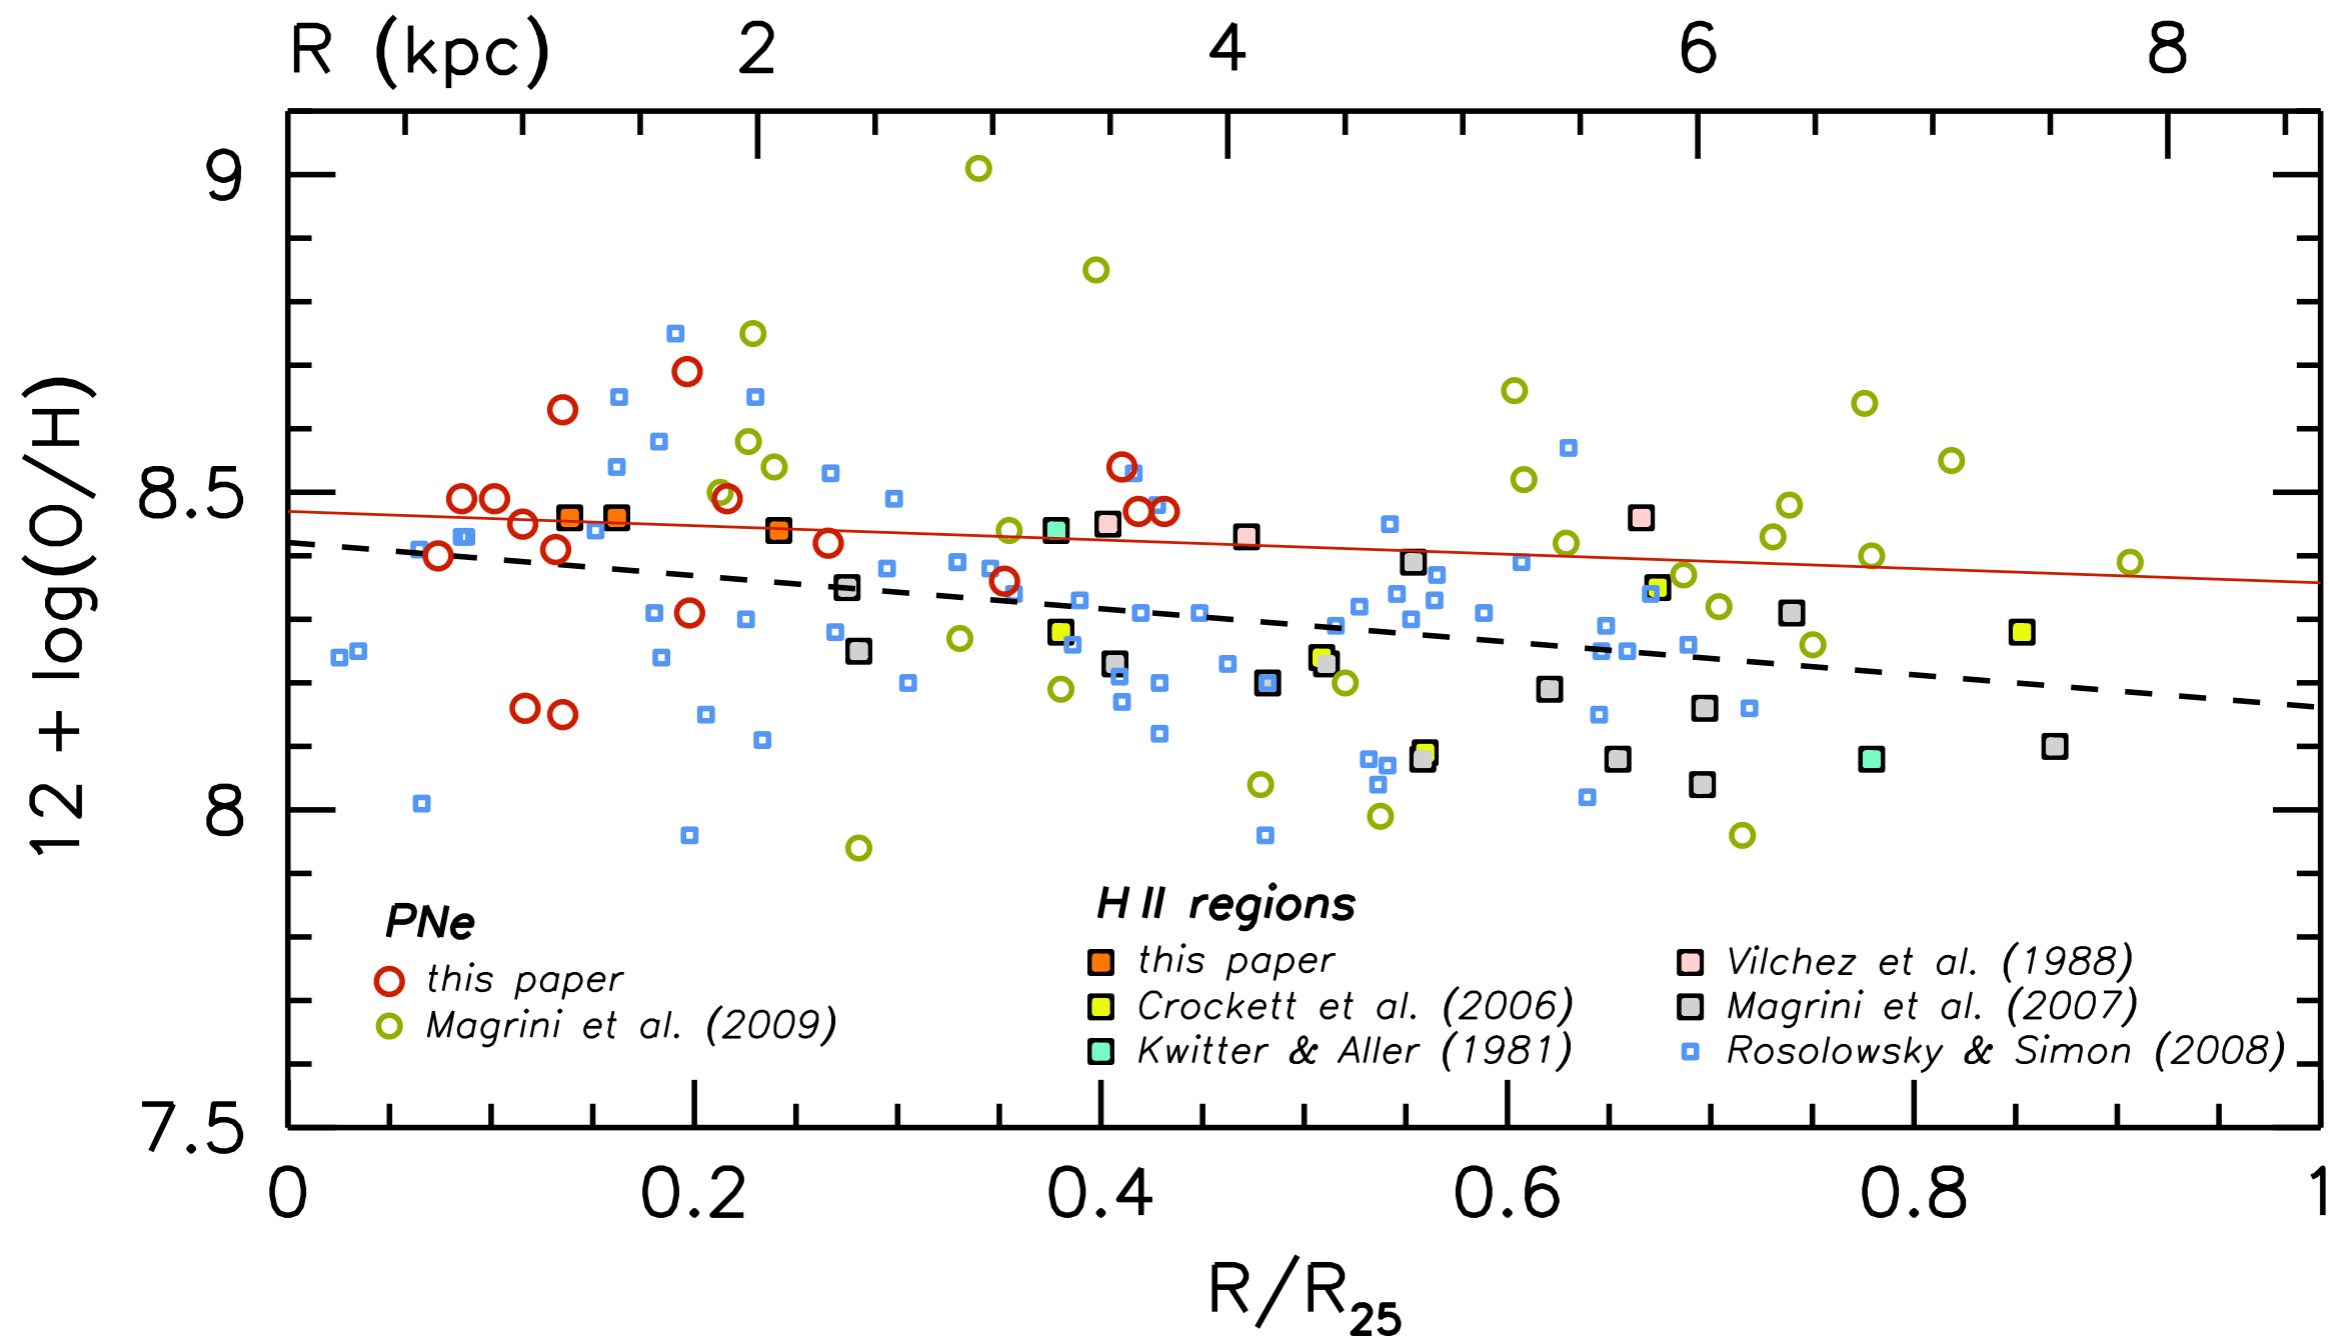 R (kpc) 2 4 6 8
9
8.5
8
7.5
12 + log(O/H)
PNe
this paper
Magrini et al. (2009)
H II regions
this paper
Crockett et al. (2006)
Kwitter & Aller (1981)
Vilchez et al. (1988)
Magrini et al. (2007)
Rosolowsky & Simon (2008)
0 0.2 0.4 0.6 0.8 1
R/R25